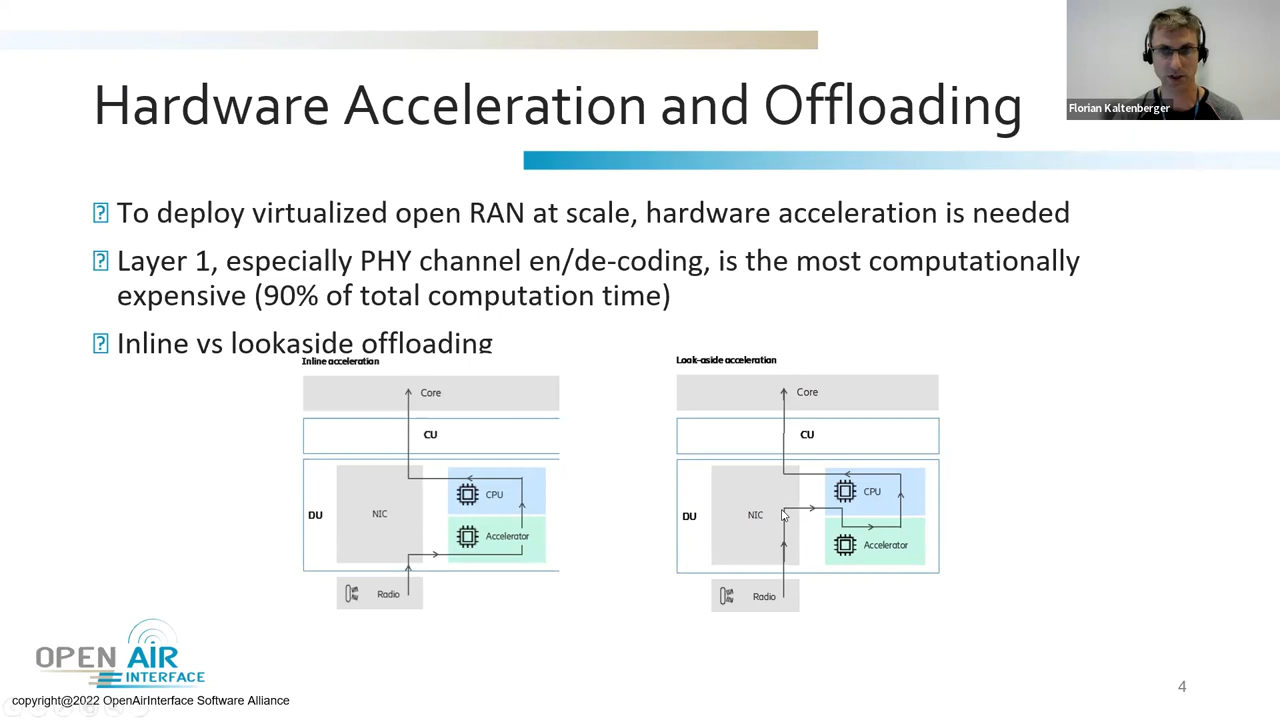 Florian Kaltenberger
Hardware Acceleration and Offloading
To deploy virtualized open RAN at scale, hardware acceleration is needed
Layer 1, especially PHY channel en/de-coding, is the most computationally
expensive (90% of total computation time)
Inline vs lookaside offloading
Inline acceleration
Core
CU
DU
NIC
CPU
Accelerator
Radio
Look-aside acceleration
Core
CU
DU
NIC
CPU
Accelerator
Radio
OPEN AIR
INTERFACE
copyright@2022 OpenAirInterface Software Alliance
4